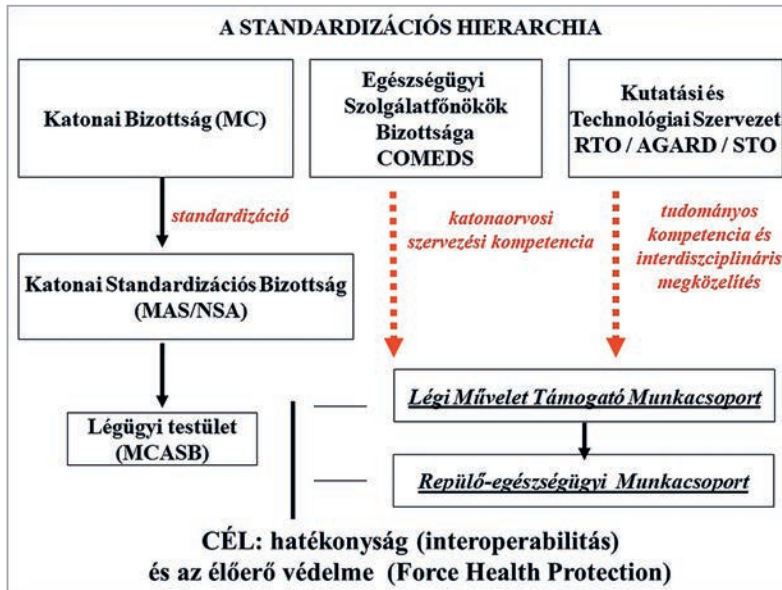 A STANDARDIZÁCIÓS HIERARCHIA
Katonai Bizottság (MC)
Egészségügyi
Szolgálatfőnökök
Bizottsága
COMEDS
Kutatási és
Technológiai Szervezet
RTO / AGARD / STO
standardizáció
katonaorvosi
szervezési kompetencia
tudományos
kompetencia és
interdiszciplináris
megközelítés
Katonai Standardizációs Bizottság
(MAS/NSA)
Légügyi testület
(MCASB)
Légi Művelet Támogató Munkacsoport
Repülő-egészségügyi Munkacsoport
CÉL: hatékonyság (interoperabilitás)
és az élőerő védelme (Force Health Protection)